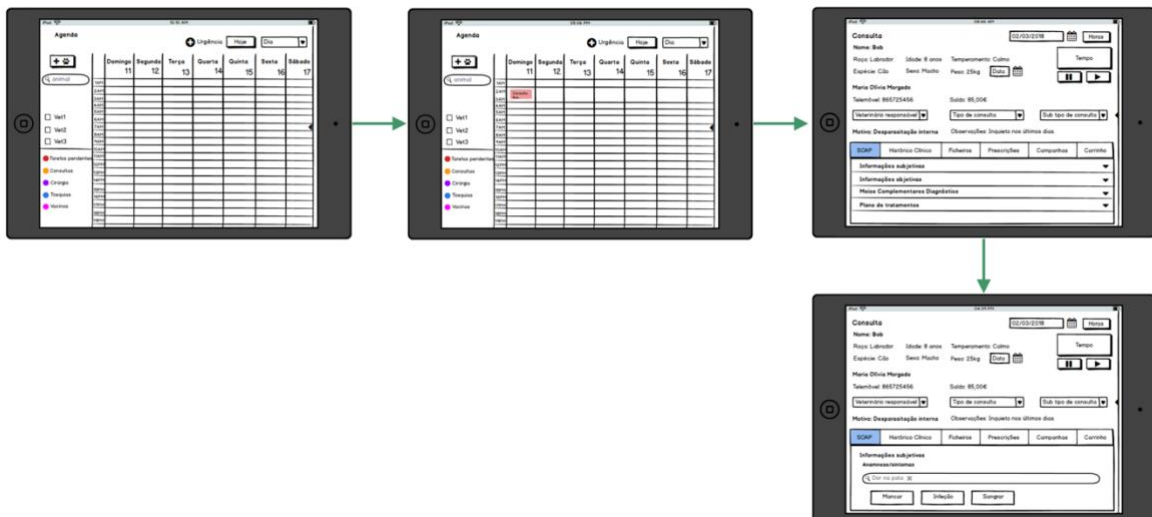 iPad
Agenda
Urgência Hoje Dia
Domingo Segunda Terça Quarta Quinta Sexta Sábado
11 12 13 14 15 16 17
animal
Vet1
Vet2
Vet3
Tarefas pendentes
Consultas
Cirurgia
Tosquias
Vacinas
iPad
Agenda
Urgência Hoje Dia
Domingo Segunda Terça Quarta Quinta Sexta Sábado
11 12 13 14 15 16 17
animal
Consulta
Vet1
Vet2
Vet3
Tarefas pendentes
Consultas
Cirurgia
Tosquias
Vacinas
iPad
Consulta 02/03/2018 Horas
Nome: Bob
Raça: Labrador Idade: 8 anos Temperamento: Calmo Tempo
Espécie: Cão Sexo: Macho Peso: 25kg Data
Maria Olívia Morgado
Telemóvel: 865725456 Saldo: 85,00€
Veterinário responsável Tipo de consulta Sub tipo de consulta
Motivo: Desparasitação interna Observações: Inquieto nos últimos dias
SOAP Histórico Clínico Ficheiros Prescrições Campanhas Carrinho
Informações subjetivas
Informações objetivas
Meios Complementares Diagnóstico
Plano de tratamentos
iPad
Consulta 02/03/2018 Horas
Nome: Bob
Raça: Labrador Idade: 8 anos Temperamento: Calmo Tempo
Espécie: Cão Sexo: Macho Peso: 25kg Data
Maria Olívia Morgado
Telemóvel: 865725456 Saldo: 85,00€
Veterinário responsável Tipo de consulta Sub tipo de consulta
Motivo: Desparasitação interna Observações: Inquieto nos últimos dias
SOAP Histórico Clínico Ficheiros Prescrições Campanhas Carrinho
Informações subjetivas
Anamnese/sintomas
Dor na pata
Mancar Infeção Sangrar